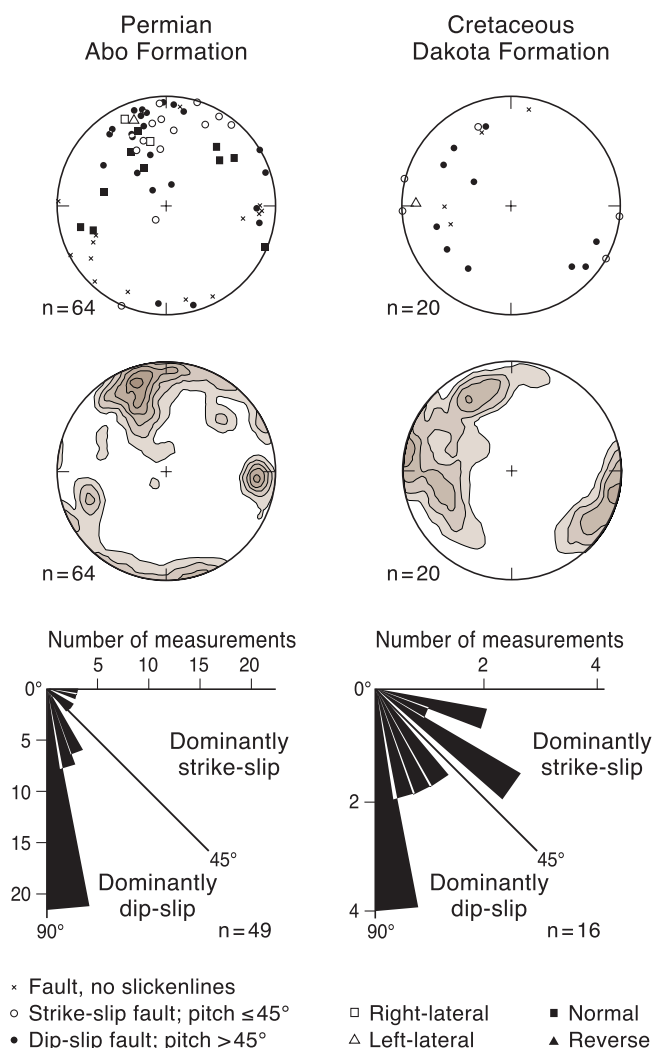 Permian
Abo Formation
Cretaceous
Dakota Formation
n=64
n=20
n=64
n=20
Number of measurements
5 10 15 20
0°
5
10
15
20
90°
Dominantly
strike-slip
45°
Dominantly
dip-slip
n=49
Number of measurements
2 4
0°
2
4
90°
Dominantly
strike-slip
45°
Dominantly
dip-slip
n=16
× Fault, no slickenlines
○ Strike-slip fault; pitch ≤45°
● Dip-slip fault; pitch >45°
□ Right-lateral
△ Left-lateral
■ Normal
▲ Reverse